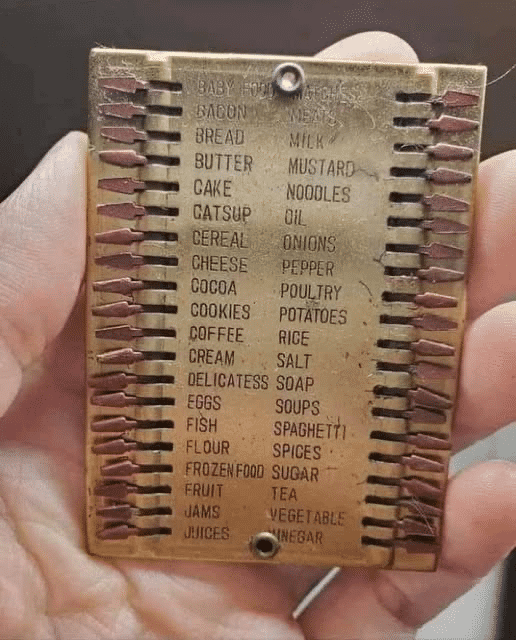 BABY FOOD
BACON
BREAD
BUTTER
CAKE
CATSUP
CEREAL
CHEESE
COCOA
COOKIES
COFFEE
CREAM
DELICATESS
EGGS
FISH
FLOUR
FROZEN FOOD
FRUIT
JAMS
JUICES
MATCHES
MEATS
MILK
MUSTARD
NOODLES
OIL
ONIONS
PEPPER
POULTRY
POTATOES
RICE
SALT
SOAP
SOUPS
SPAGHETTI
SPICES
SUGAR
TEA
VEGETABLE
VINEGAR